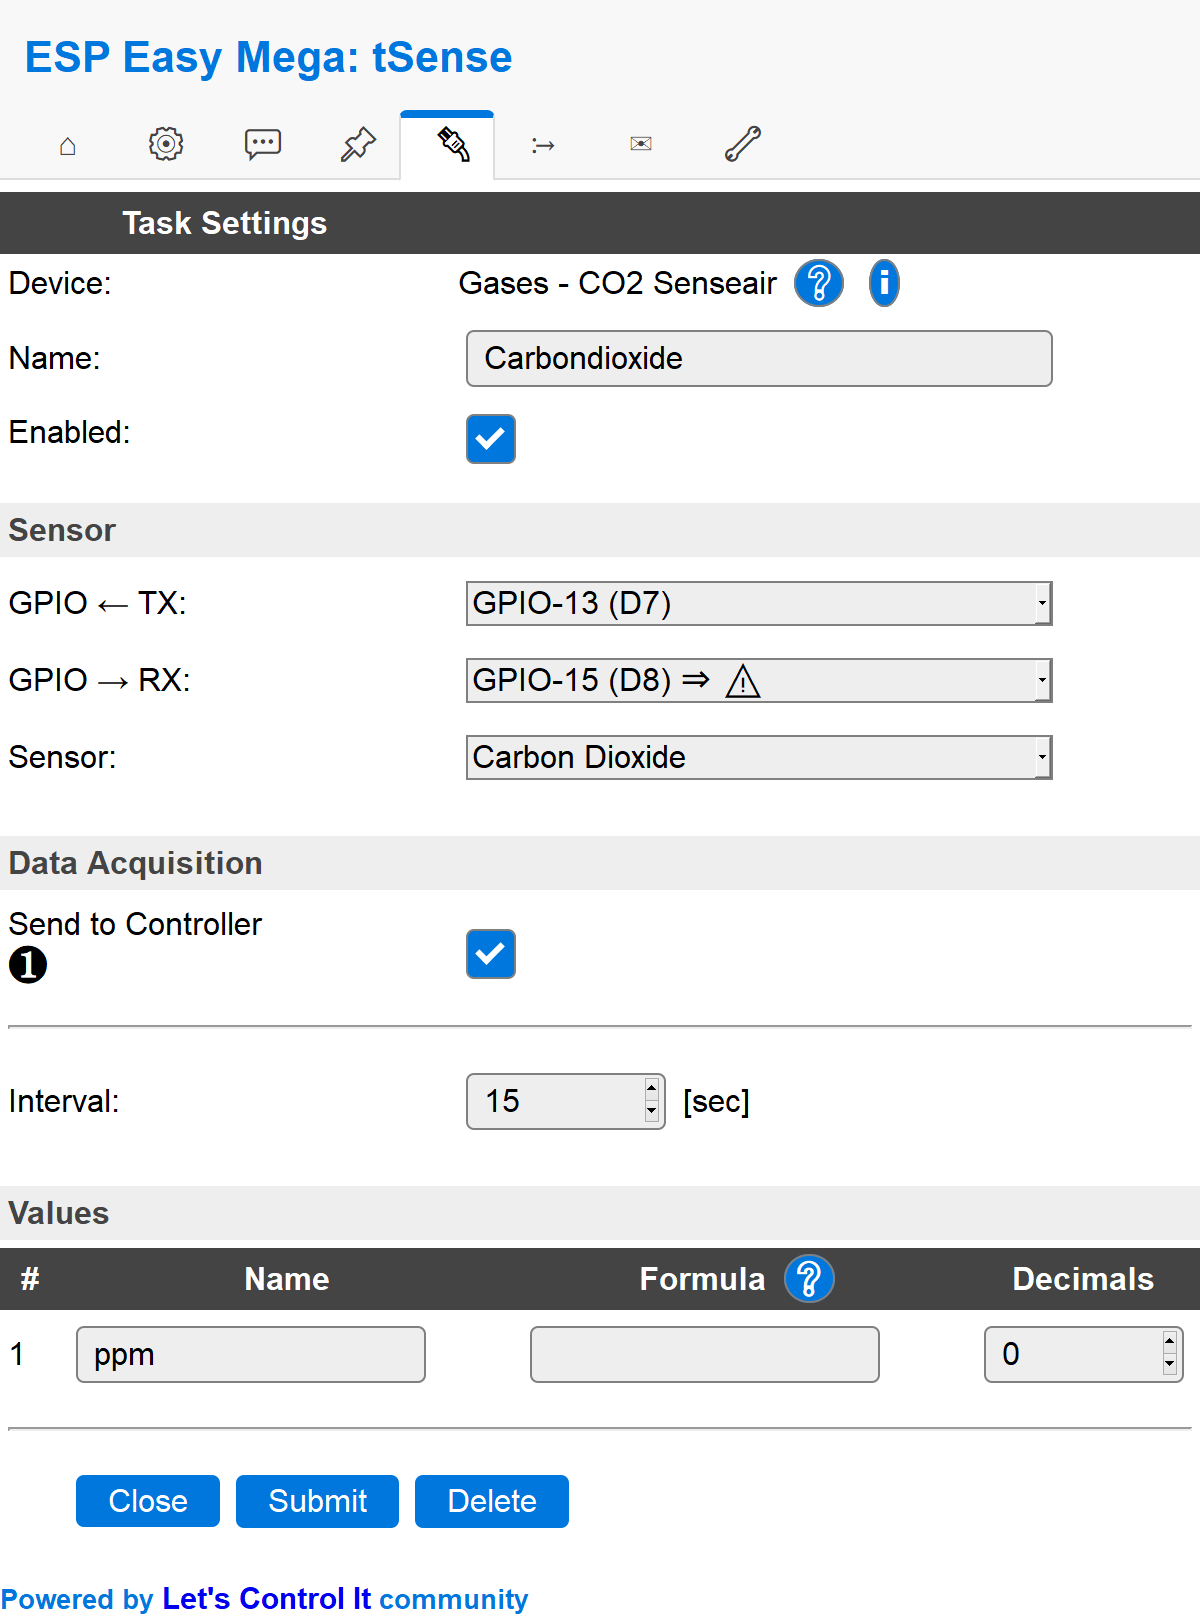 ESP Easy Mega: tSense
Task Settings
Device: Gases - CO2 Senseair ? i
Name: Carbondioxide
Enabled:
Sensor
GPIO ← TX: GPIO-13 (D7)
GPIO → RX: GPIO-15 (D8) ⇒ ⚠
Sensor: Carbon Dioxide
Data Acquisition
Send to Controller
❶
Interval: 15 [sec]
Values
# Name Formula ? Decimals
1 ppm 0
Close Submit Delete
Powered by Let's Control It community